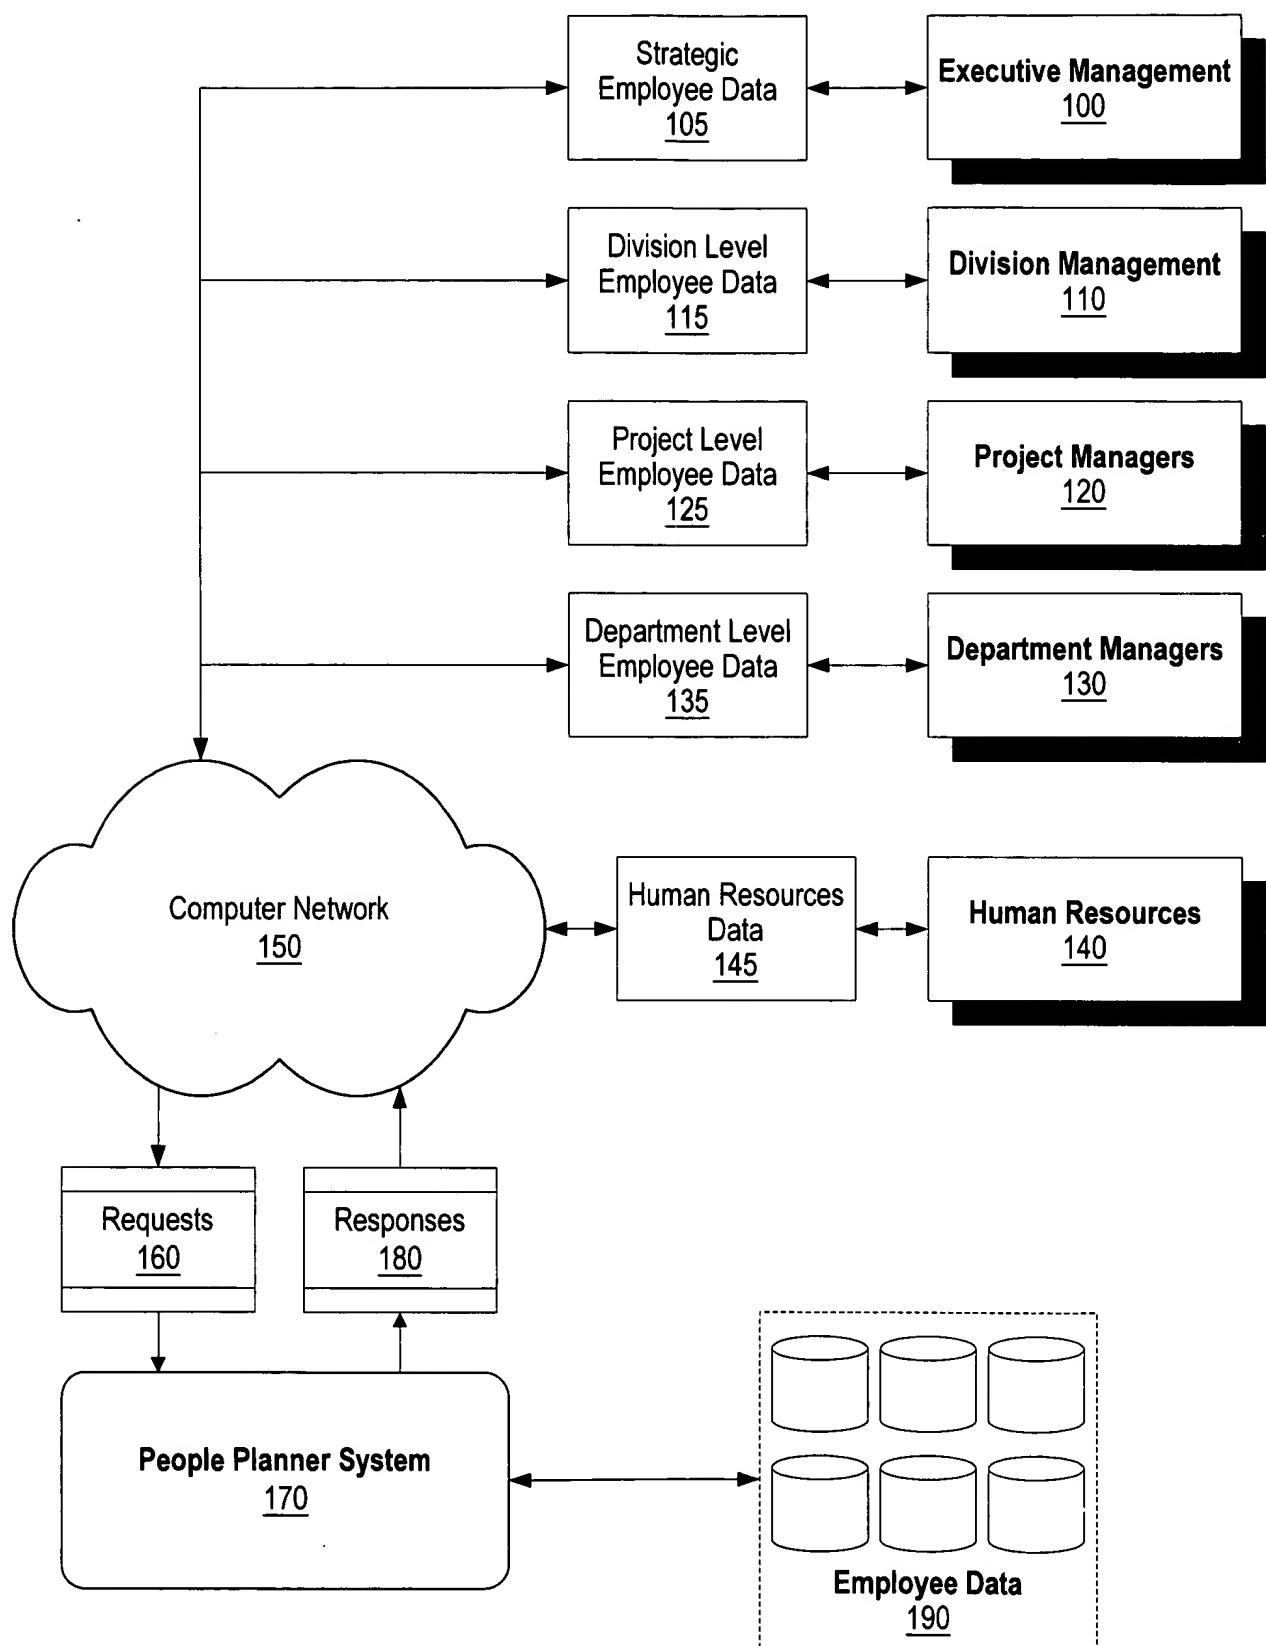 Strategic
Employee Data
105
Executive Management
100
Division Level
Employee Data
115
Division Management
110
Project Level
Employee Data
125
Project Managers
120
Department Level
Employee Data
135
Department Managers
130
Computer Network
150
Human Resources
Data
145
Human Resources
140
Requests
160
Responses
180
People Planner System
170
Employee Data
190